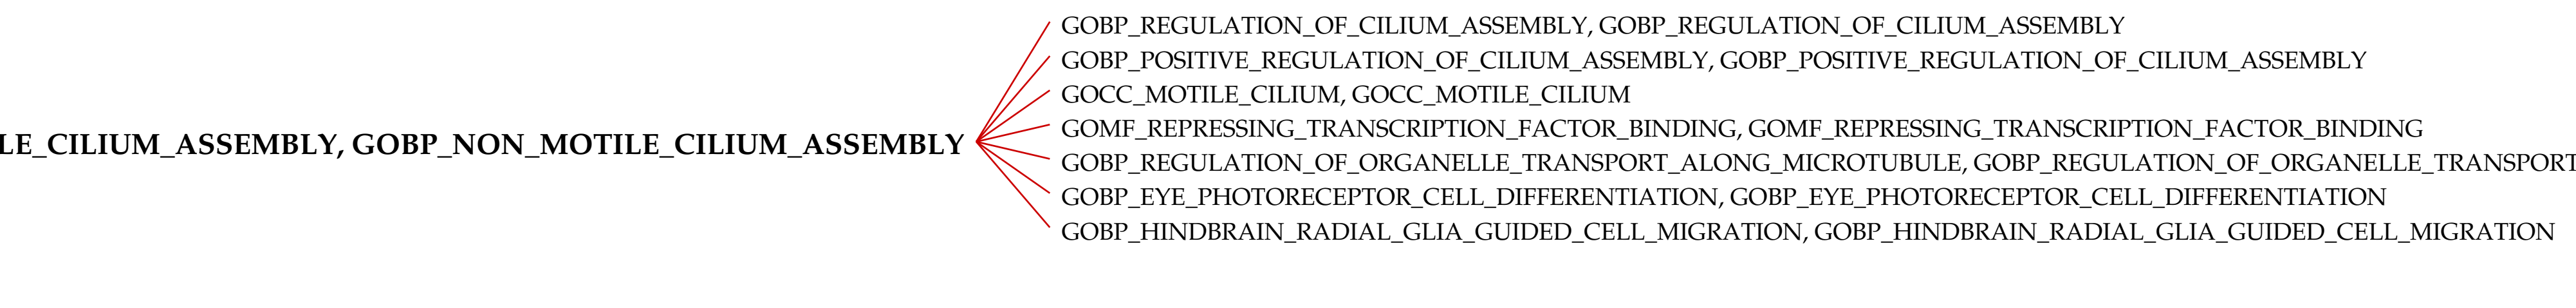 GOBP_REGULATION_OF_CILIUM_ASSEMBLY, GOBP_REGULATION_OF_CILIUM_ASSEMBLY
GOBP_POSITIVE_REGULATION_OF_CILIUM_ASSEMBLY, GOBP_POSITIVE_REGULATION_OF_CILIUM_ASSEMBLY
GOCC_MOTILE_CILIUM, GOCC_MOTILE_CILIUM
GOMF_REPRESSING_TRANSCRIPTION_FACTOR_BINDING, GOMF_REPRESSING_TRANSCRIPTION_FACTOR_BINDING
LE_CILIUM_ASSEMBLY, GOBP_NON_MOTILE_CILIUM_ASSEMBLY
GOBP_REGULATION_OF_ORGANELLE_TRANSPORT_ALONG_MICROTUBULE, GOBP_REGULATION_OF_ORGANELLE_TRANSPORT
GOBP_EYE_PHOTORECEPTOR_CELL_DIFFERENTIATION, GOBP_EYE_PHOTORECEPTOR_CELL_DIFFERENTIATION
GOBP_HINDBRAIN_RADIAL_GLIA_GUIDED_CELL_MIGRATION, GOBP_HINDBRAIN_RADIAL_GLIA_GUIDED_CELL_MIGRATION